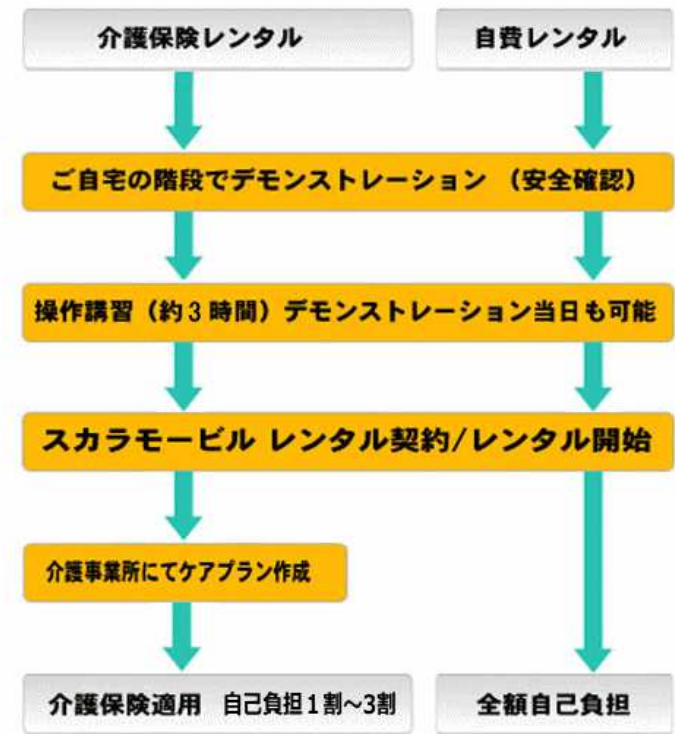 介護保険レンタル
自費レンタル
ご自宅の階段でデモンストレーション （安全確認）
操作講習（約３時間）デモンストレーション当日も可能
スカラモービル レンタル契約/レンタル開始
介護事業所にてケアプラン作成
介護保険適用 自己負担１割～3割
全額自己負担